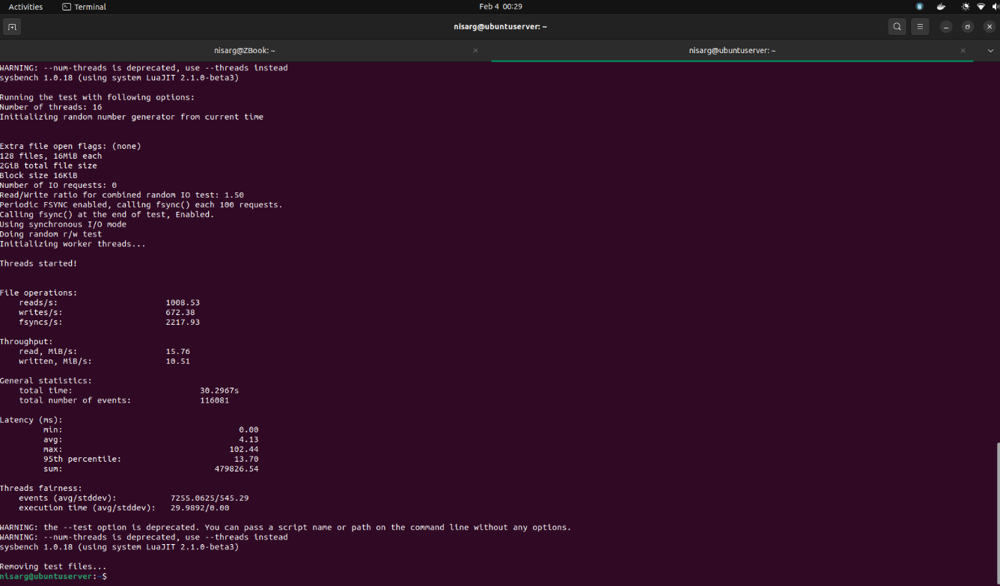 Activities Terminal Feb 4 00:29
nisarg@ubuntuserver: ~
nisarg@ZBook: ~ nisarg@ubuntuserver: ~
WARNING: --num-threads is deprecated, use --threads instead
sysbench 1.0.18 (using system LuaJIT 2.1.0-beta3)
Running the test with following options:
Number of threads: 16
Initializing random number generator from current time
Extra file open flags: (none)
128 files, 16MiB each
2GiB total file size
Block size 16KiB
Number of IO requests: 0
Read/Write ratio for combined random IO test: 1.50
Periodic FSYNC enabled, calling fsync() each 100 requests.
Calling fsync() at the end of test, Enabled.
Using synchronous I/O mode
Doing random r/w test
Initializing worker threads...
Threads started!
File operations:
reads/s: 1008.53
writes/s: 672.38
fsyncs/s: 2217.93
Throughput:
read, MiB/s: 15.76
written, MiB/s: 10.51
General statistics:
total time: 30.2967s
total number of events: 116081
Latency (ms):
min: 0.00
avg: 4.13
max: 102.44
95th percentile: 13.70
sum: 479826.54
Threads fairness:
events (avg/stddev): 7255.0625/545.29
execution time (avg/stddev): 29.9892/0.00
WARNING: the --test option is deprecated. You can pass a script name or path on the command line without any options.
WARNING: --num-threads is deprecated, use --threads instead
sysbench 1.0.18 (using system LuaJIT 2.1.0-beta3)
Removing test files...
nisarg@ubuntuserver:~$